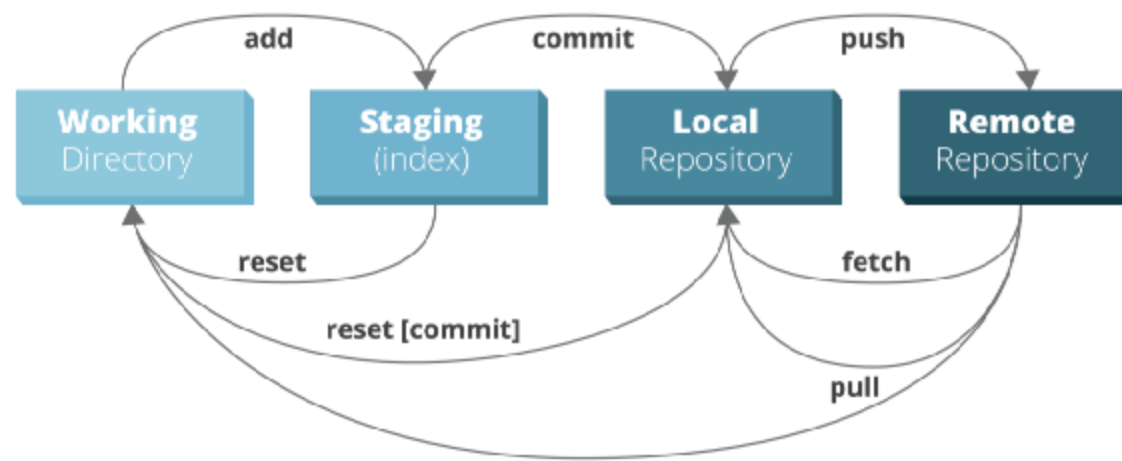 add
commit
push
Working
Directory
Staging
(index)
Local
Repository
Remote
Repository
reset
fetch
reset [commit]
pull